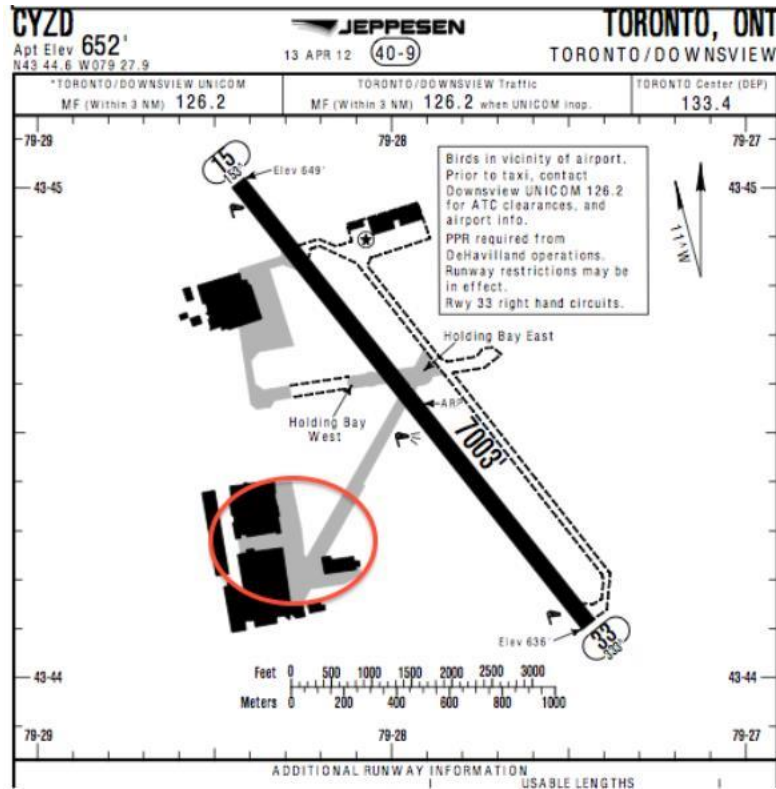 CYZD
JEPPESEN
TORONTO, ONT
Apt Elev 652'
N43 44.6 W079 27.9
13 APR 12
40-9
TORONTO/DOWNSVIEW
*TORONTO/DOWNSVIEW UNICOM
MF (Within 3 NM) 126.2
TORONTO/DOWNSVIEW Traffic
MF (Within 3 NM) 126.2 when UNICOM inop.
TORONTO Center (DEP)
133.4
79-29
79-28
79-27
43-45
43-45
15
153°
Elev 649'
Birds in vicinity of airport.
Prior to taxi, contact
Downsview UNICOM 126.2
for ATC clearances, and
airport info.
PPR required from
DeHavilland operations.
Runway restrictions may be
in effect.
Rwy 33 right hand circuits.
11°W
Holding Bay East
Holding Bay
West
ARP
7003'
Elev 636'
33
333°
Feet 0 500 1000 1500 2000 2500 3000
Meters 0 200 400 600 800 1000
43-44
43-44
79-29
79-28
79-27
ADDITIONAL RUNWAY INFORMATION
USABLE LENGTHS